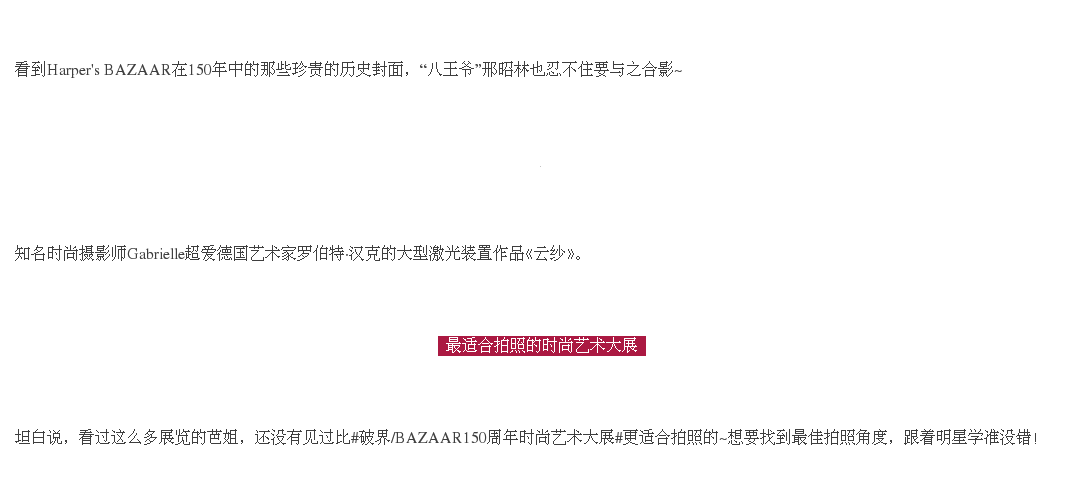 看到Harper's BAZAAR在150年中的那些珍贵的历史封面，“八王爷”邢昭林也忍不住要与之合影~
知名时尚摄影师Gabrielle超爱德国艺术家罗伯特·汉克的大型激光装置作品《云纱》。
最适合拍照的时尚艺术大展
坦白说，看过这么多展览的芭姐，还没有见过比#破界/BAZAAR150周年时尚艺术大展#更适合拍照的~想要找到最佳拍照角度，跟着明星学准没错！